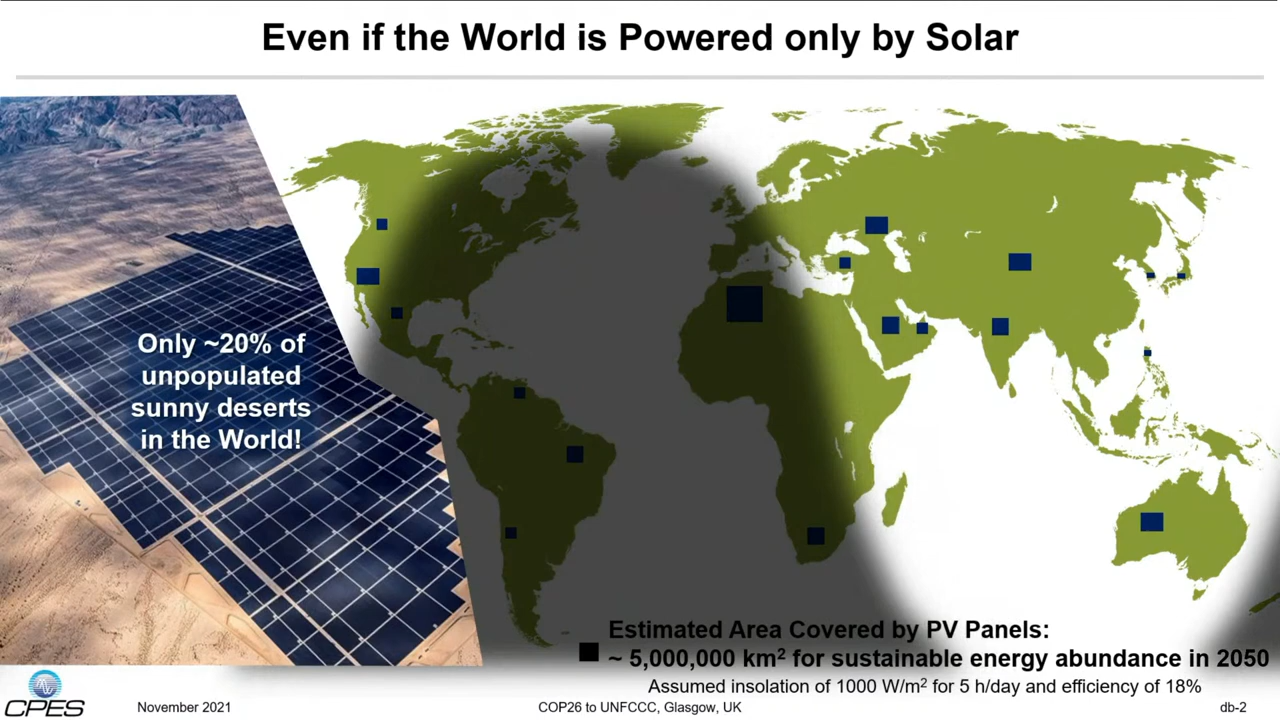 Even if the World is Powered only by Solar
Only ~20% of
unpopulated
sunny deserts
in the World!
Estimated Area Covered by PV Panels:
~ 5,000,000 km² for sustainable energy abundance in 2050
Assumed insolation of 1000 W/m² for 5 h/day and efficiency of 18%
CPES
November 2021
COP26 to UNFCCC, Glasgow, UK
db-2